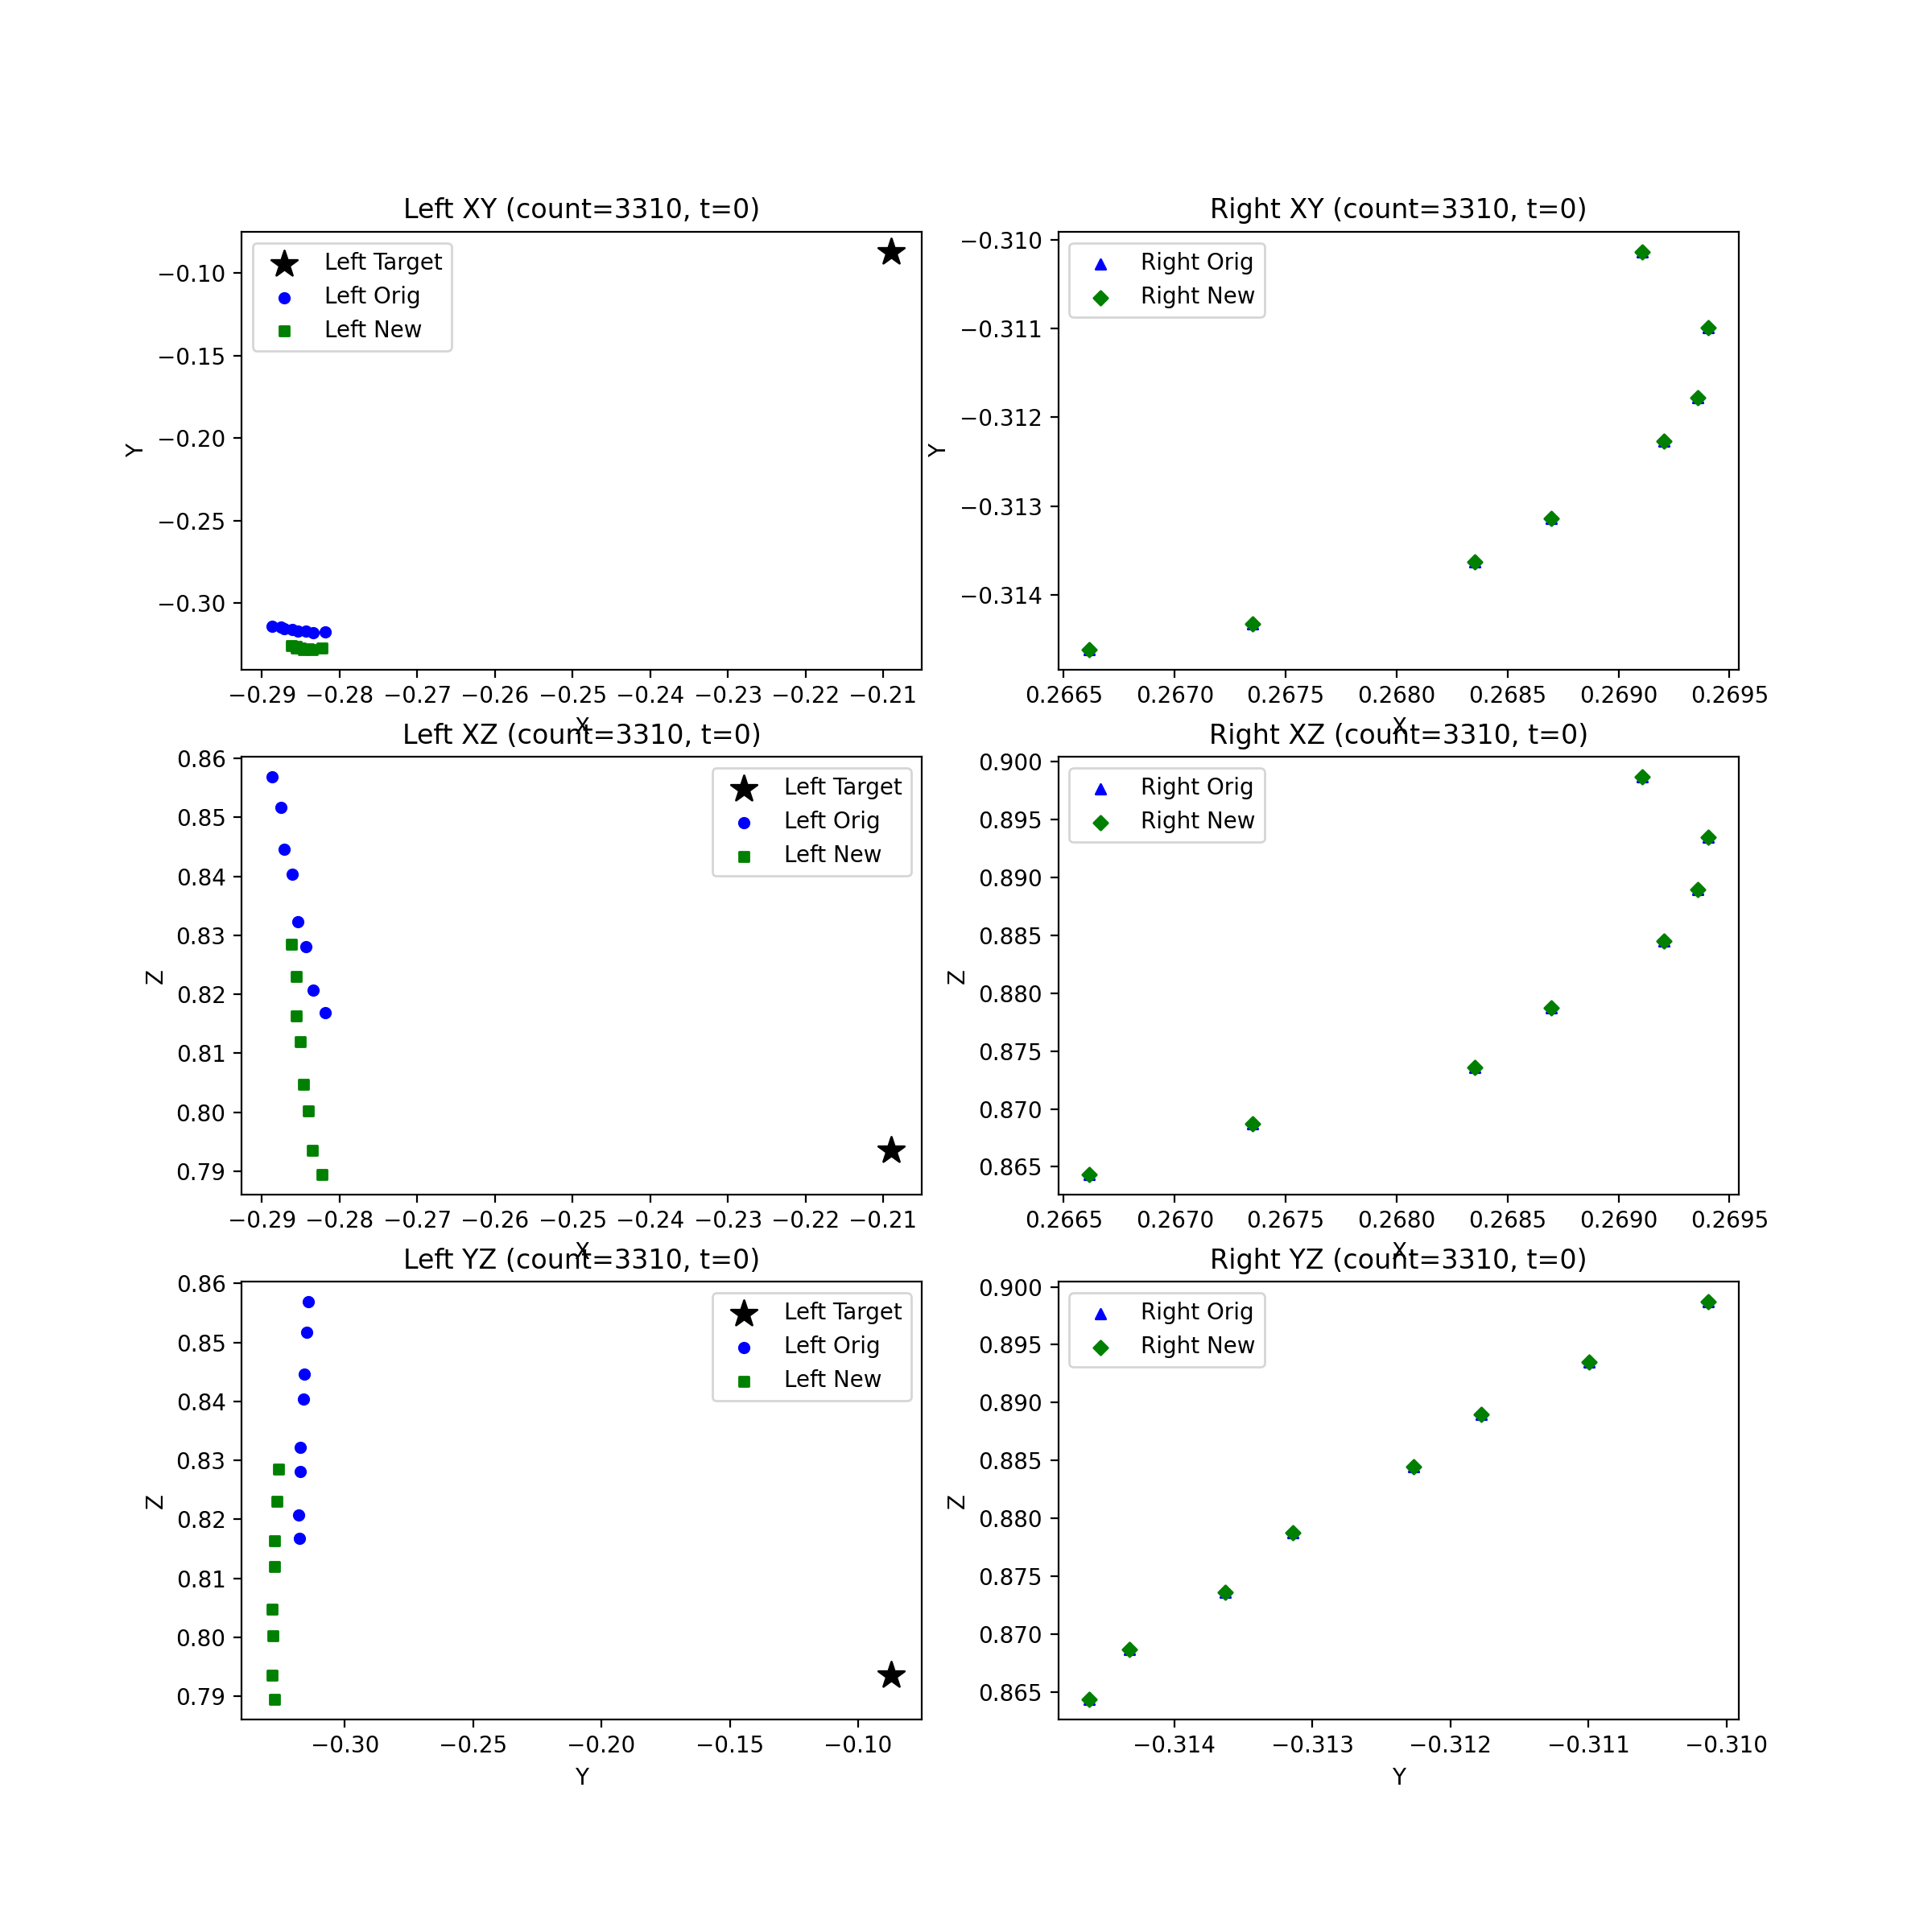 Left XY (count=3310, t=0)
Left Target
Left Orig
Left New
Y
−0.10
−0.15
−0.20
−0.25
−0.30
−0.29 −0.28 −0.27 −0.26 −0.25 −0.24 −0.23 −0.22 −0.21
X
Right XY (count=3310, t=0)
Right Orig
Right New
Y
−0.310
−0.311
−0.312
−0.313
−0.314
0.2665 0.2670 0.2675 0.2680 0.2685 0.2690 0.2695
X
Left XZ (count=3310, t=0)
Left Target
Left Orig
Left New
Z
0.86
0.85
0.84
0.83
0.82
0.81
0.80
0.79
−0.29 −0.28 −0.27 −0.26 −0.25 −0.24 −0.23 −0.22 −0.21
X
Right XZ (count=3310, t=0)
Right Orig
Right New
Z
0.900
0.895
0.890
0.885
0.880
0.875
0.870
0.865
0.2665 0.2670 0.2675 0.2680 0.2685 0.2690 0.2695
X
Left YZ (count=3310, t=0)
Left Target
Left Orig
Left New
Z
0.86
0.85
0.84
0.83
0.82
0.81
0.80
0.79
−0.30 −0.25 −0.20 −0.15 −0.10
Y
Right YZ (count=3310, t=0)
Right Orig
Right New
Z
0.900
0.895
0.890
0.885
0.880
0.875
0.870
0.865
−0.314 −0.313 −0.312 −0.311 −0.310
Y